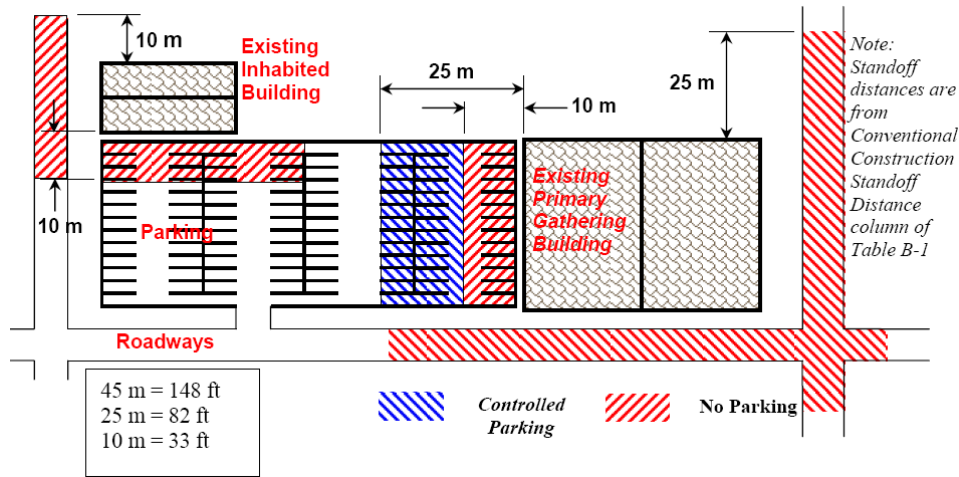 10 m
Existing
Inhabited
Building
25 m
10 m
25 m
Note:
Standoff
distances are
from
Conventional
Construction
Standoff
Distance
column of
Table B-1
10 m
Parking
Existing
Primary
Gathering
Building
Roadways
45 m = 148 ft
25 m = 82 ft
10 m = 33 ft
Controlled
Parking
No Parking